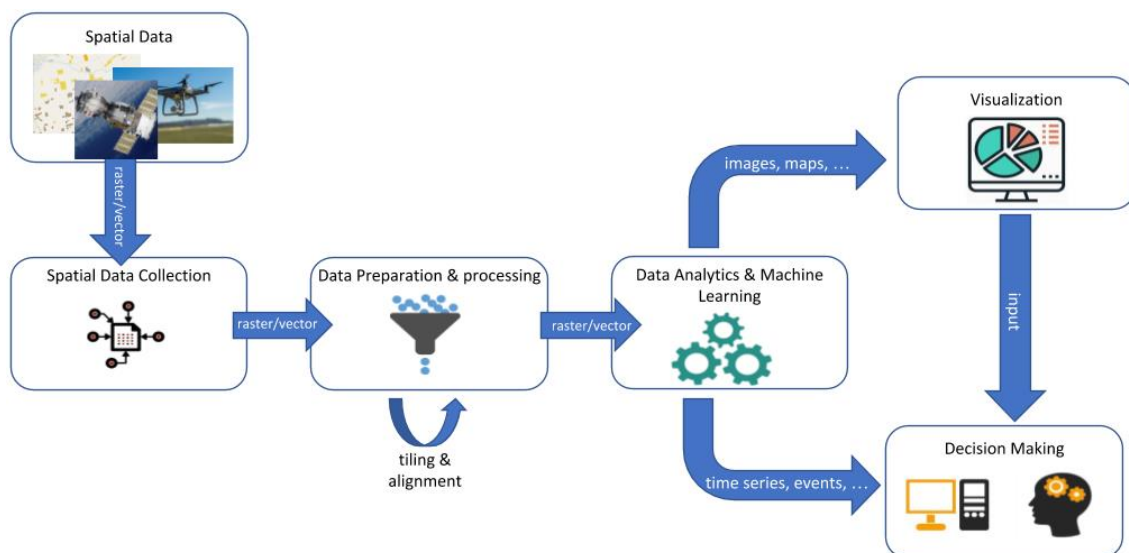 Spatial Data
raster/vector
Spatial Data Collection
raster/vector
Data Preparation & processing
tiling &
alignment
raster/vector
Data Analytics & Machine
Learning
images, maps, …
Visualization
input
time series, events, …
Decision Making